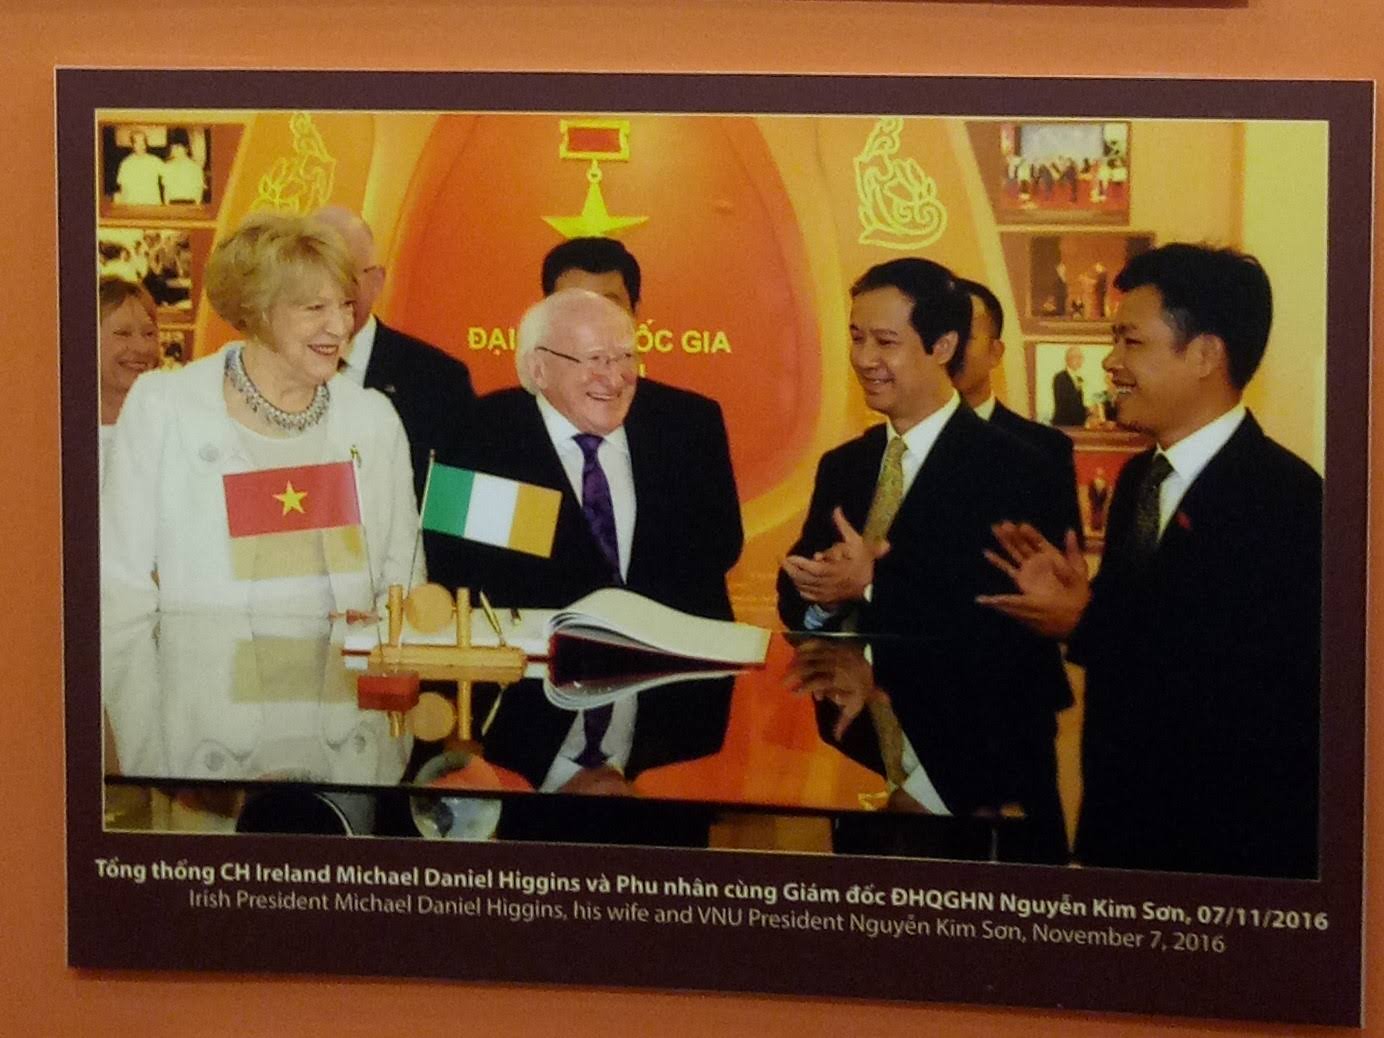 ĐẠI ỐC GIA
Tổng thống CH Ireland Michael Daniel Higgins và Phu nhân cùng Giám đốc ĐHQGHN Nguyễn Kim Sơn, 07/11/2016
Irish President Michael Daniel Higgins, his wife and VNU President Nguyễn Kim Sơn, November 7, 2016